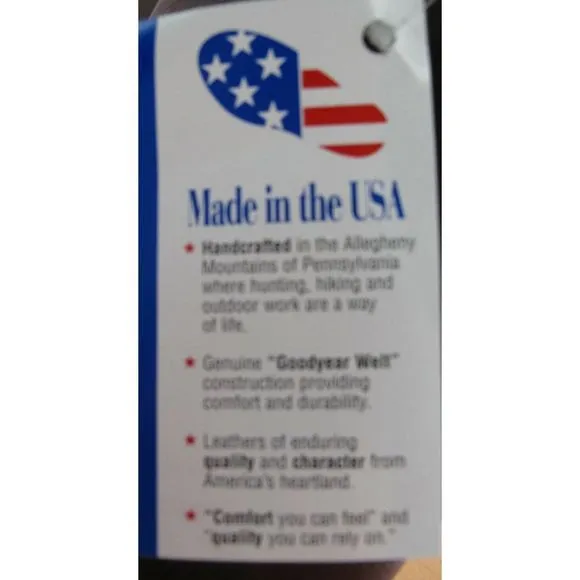 Made in the USA
★ Handcrafted in the Allegheny
Mountains of Pennsylvania
where hunting, hiking and
outdoor work are a way
of life.
★ Genuine "Goodyear Welt"
construction providing
comfort and durability.
★ Leathers of enduring
quality and character from
America's heartland.
★ "Comfort you can feel" and
"quality you can rely on."